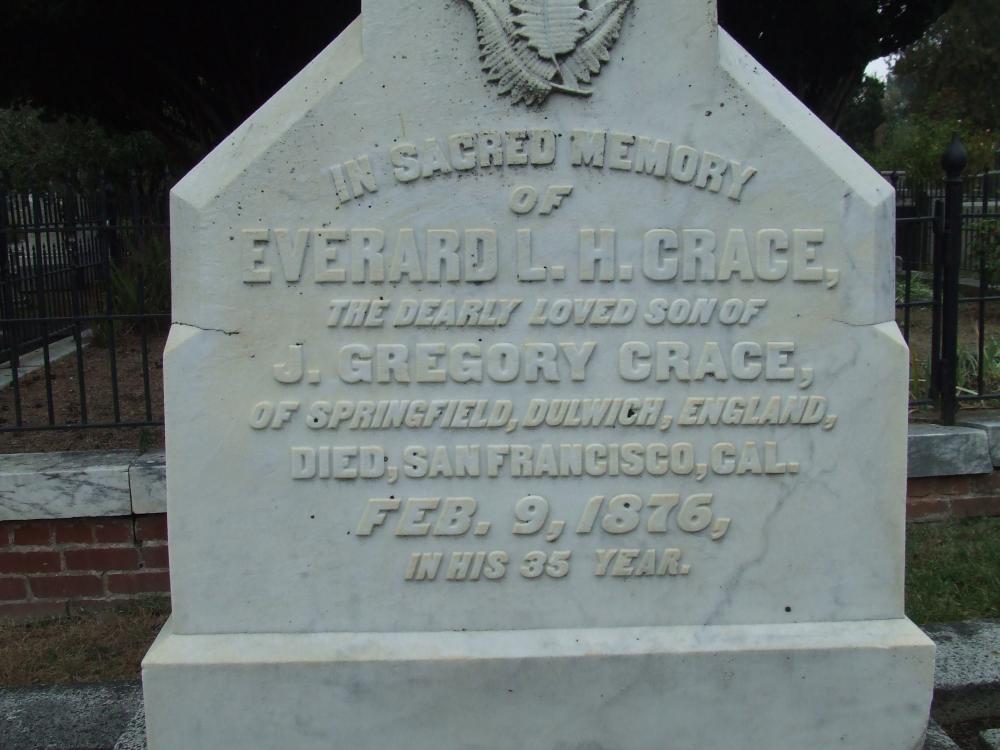 IN SACRED MEMORY
OF
EVERARD L. H. CRACE,
THE DEARLY LOVED SON OF
J. GREGORY CRACE,
OF SPRINGFIELD, DULWICH, ENGLAND,
DIED, SAN FRANCISCO, CAL.
FEB. 9, 1876,
IN HIS 35 YEAR.